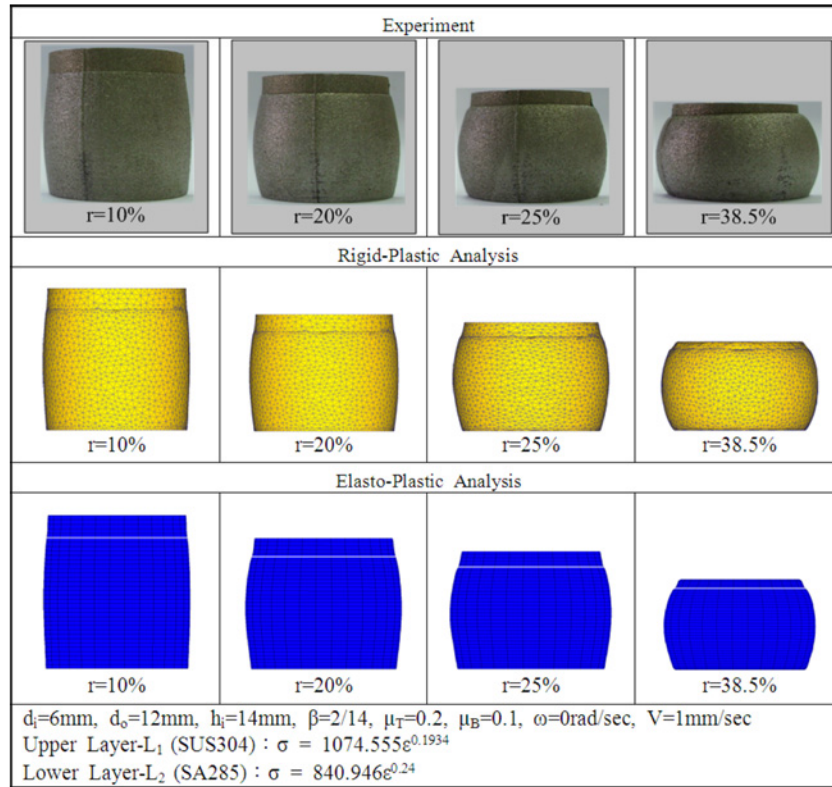 Experiment
r=10%
r=20%
r=25%
r=38.5%
Rigid-Plastic Analysis
r=10%
r=20%
r=25%
r=38.5%
Elasto-Plastic Analysis
r=10%
r=20%
r=25%
r=38.5%
dᵢ=6mm, dₒ=12mm, hᵢ=14mm, β=2/14, μ_T=0.2, μ_B=0.1, ω=0rad/sec, V=1mm/sec
Upper Layer-L₁ (SUS304) : σ = 1074.555ε^0.1934
Lower Layer-L₂ (SA285) : σ = 840.946ε^0.24